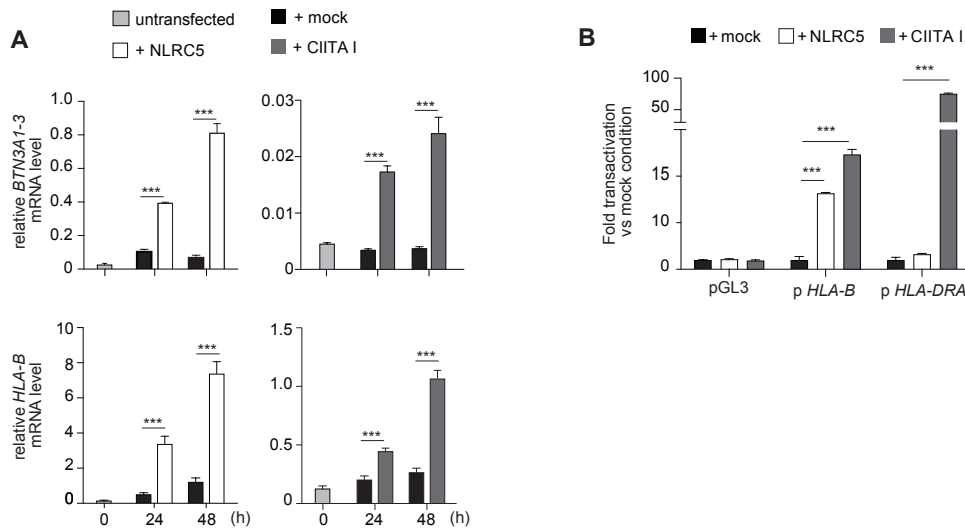 A
untransfected
+ mock
+ NLRC5
+ CIITA I
relative BTN3A1-3
mRNA level
1.0
0.8
0.6
0.4
0.2
0
***
***
0.03
0.02
0.01
0.00
***
***
relative HLA-B
mRNA level
10
8
6
4
2
0
***
***
0 24 48 (h)
1.5
1.0
0.5
0.0
***
***
0 24 48 (h)
B
+ mock + NLRC5 + CIITA I
Fold transactivation
vs mock condition
100
50
15
10
0
***
***
***
pGL3 p HLA-B p HLA-DRA